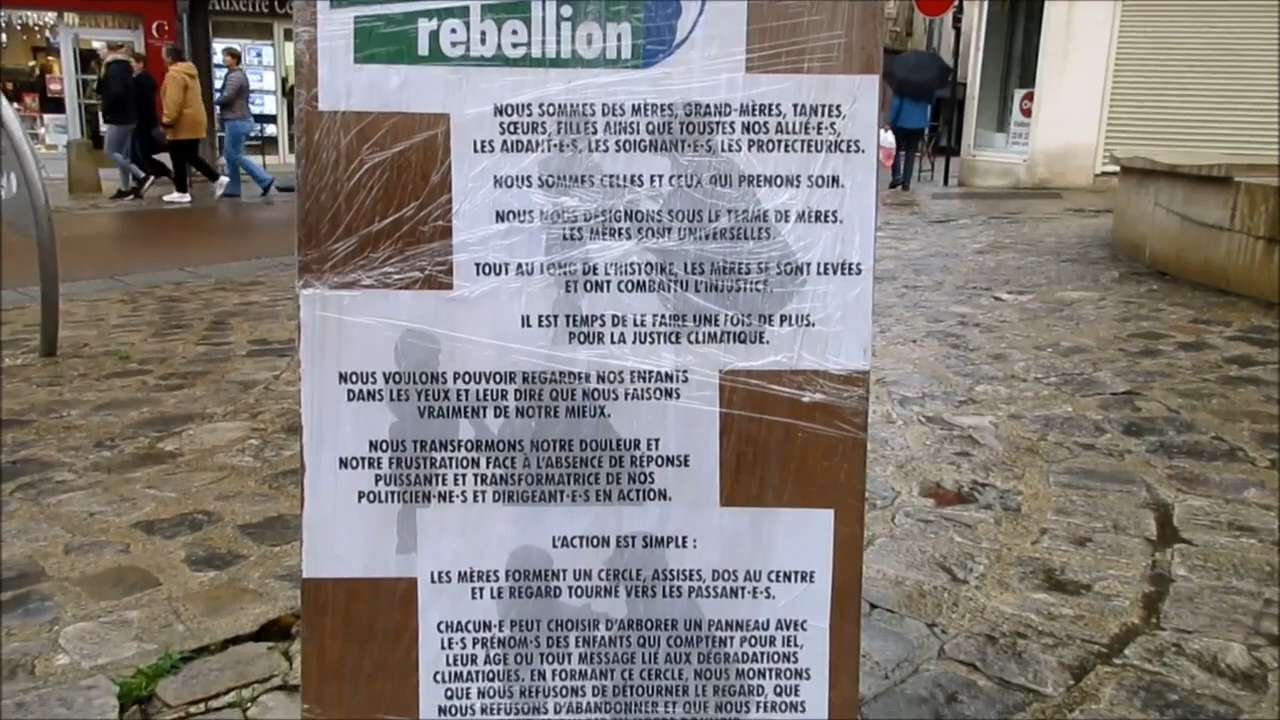 Auxerre
rebellion
NOUS SOMMES DES MÈRES, GRAND-MÈRES, TANTES,
SŒURS, FILLES AINSI QUE TOUSTES NOS ALLIÉ·E·S,
LES AIDANT·E·S, LES SOIGNANT·E·S, LES PROTECTEURICES.
NOUS SOMMES CELLES ET CEUX QUI PRENONS SOIN.
NOUS NOUS DÉSIGNONS SOUS LE TERME DE MÈRES.
LES MÈRES SONT UNIVERSELLES.
TOUT AU LONG DE L'HISTOIRE, LES MÈRES SE SONT LEVÉES
ET ONT COMBATTU L'INJUSTICE.
IL EST TEMPS DE LE FAIRE UNE FOIS DE PLUS.
POUR LA JUSTICE CLIMATIQUE.
NOUS VOULONS POUVOIR REGARDER NOS ENFANTS
DANS LES YEUX ET LEUR DIRE QUE NOUS FAISONS
VRAIMENT DE NOTRE MIEUX.
NOUS TRANSFORMONS NOTRE DOULEUR ET
NOTRE FRUSTRATION FACE À L'ABSENCE DE RÉPONSE
PUISSANTE ET TRANSFORMATRICE DE NOS
POLITICIEN·NE·S ET DIRIGEANT·E·S EN ACTION.
L'ACTION EST SIMPLE :
LES MÈRES FORMENT UN CERCLE, ASSISES, DOS AU CENTRE
ET LE REGARD TOURNÉ VERS LES PASSANT·E·S.
CHACUN·E PEUT CHOISIR D'ARBORER UN PANNEAU AVEC
LE·S PRÉNOM·S DES ENFANTS QUI COMPTENT POUR IEL,
LEUR ÂGE OU TOUT MESSAGE LIÉ AUX DÉGRADATIONS
CLIMATIQUES. EN FORMANT CE CERCLE, NOUS MONTRONS
QUE NOUS REFUSONS DE DÉTOURNER LE REGARD, QUE
NOUS REFUSONS D'ABANDONNER ET QUE NOUS FERONS